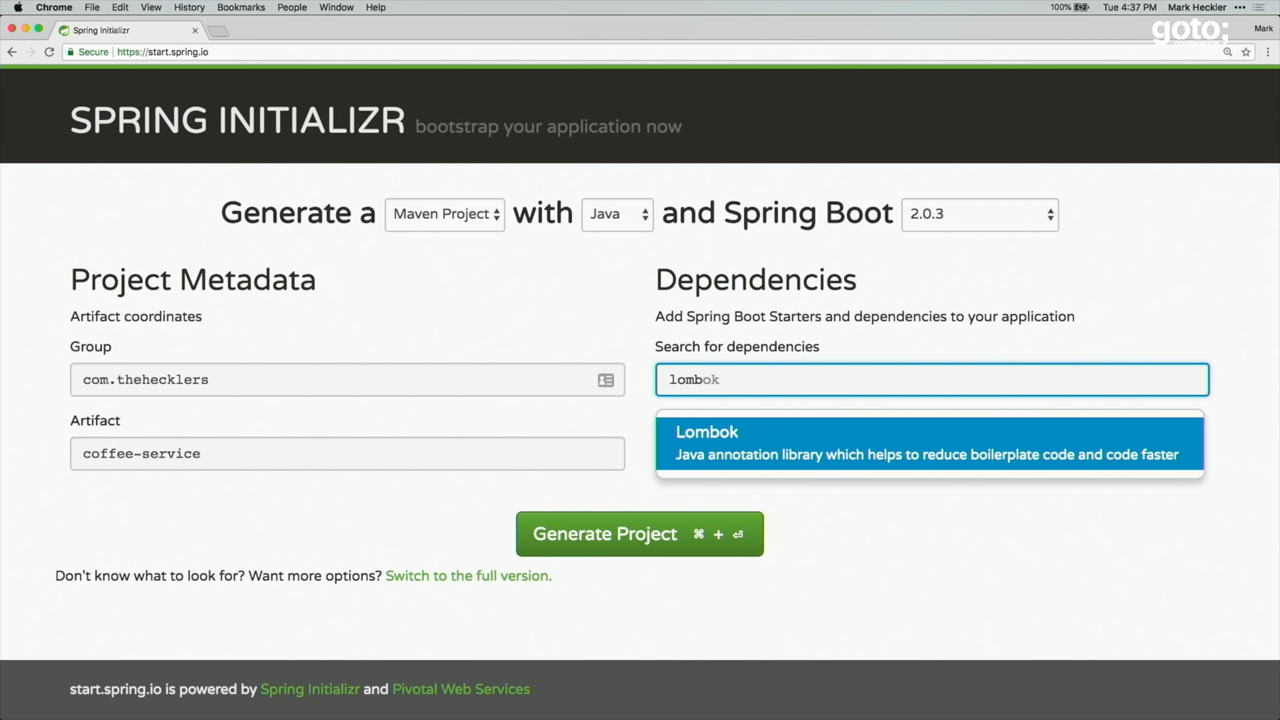 Chrome File Edit View History Bookmarks People Window Help 100% Tue 4:37 PM Mark Heckler
Spring Initializr
goto;
Mark
Secure https://start.spring.io
SPRING INITIALIZR bootstrap your application now
Generate a Maven Project with Java and Spring Boot 2.0.3
Project Metadata
Artifact coordinates
Group
com.thehecklers
Artifact
coffee-service
Dependencies
Add Spring Boot Starters and dependencies to your application
Search for dependencies
lombok
Lombok
Java annotation library which helps to reduce boilerplate code and code faster
Generate Project ⌘ + ⏎
Don't know what to look for? Want more options? Switch to the full version.
start.spring.io is powered by Spring Initializr and Pivotal Web Services